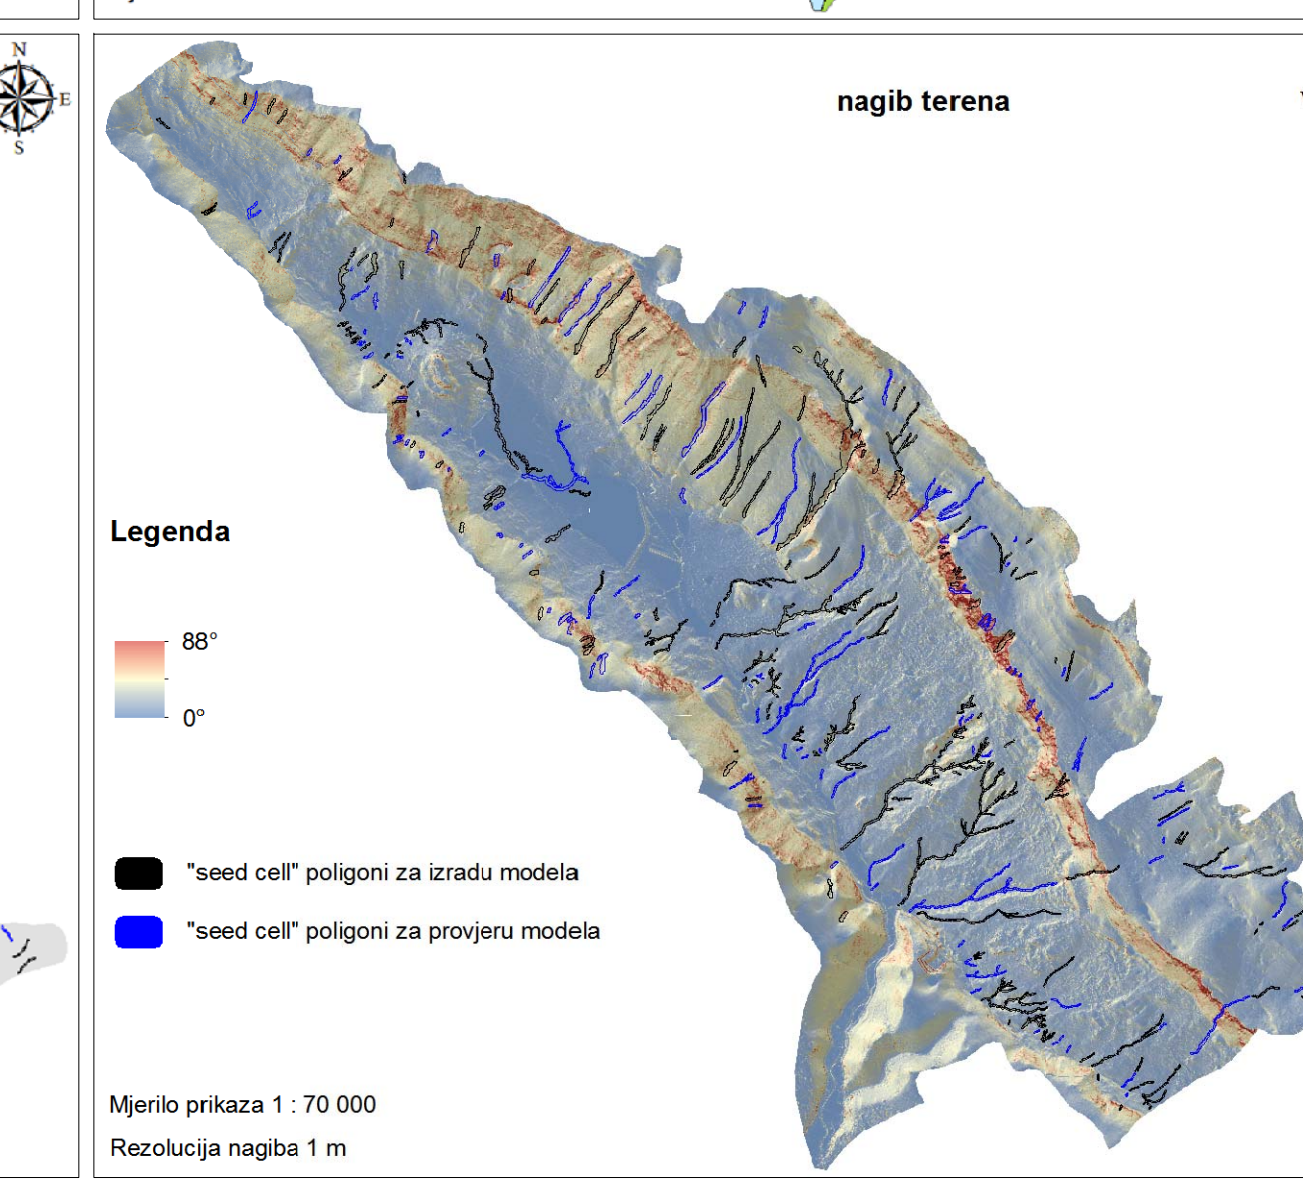 N
E
S
nagib terena
Legenda
88°
0°
"seed cell" poligoni za izradu modela
"seed cell" poligoni za provjeru modela
Mjerilo prikaza 1 : 70 000
Rezolucija nagiba 1 m